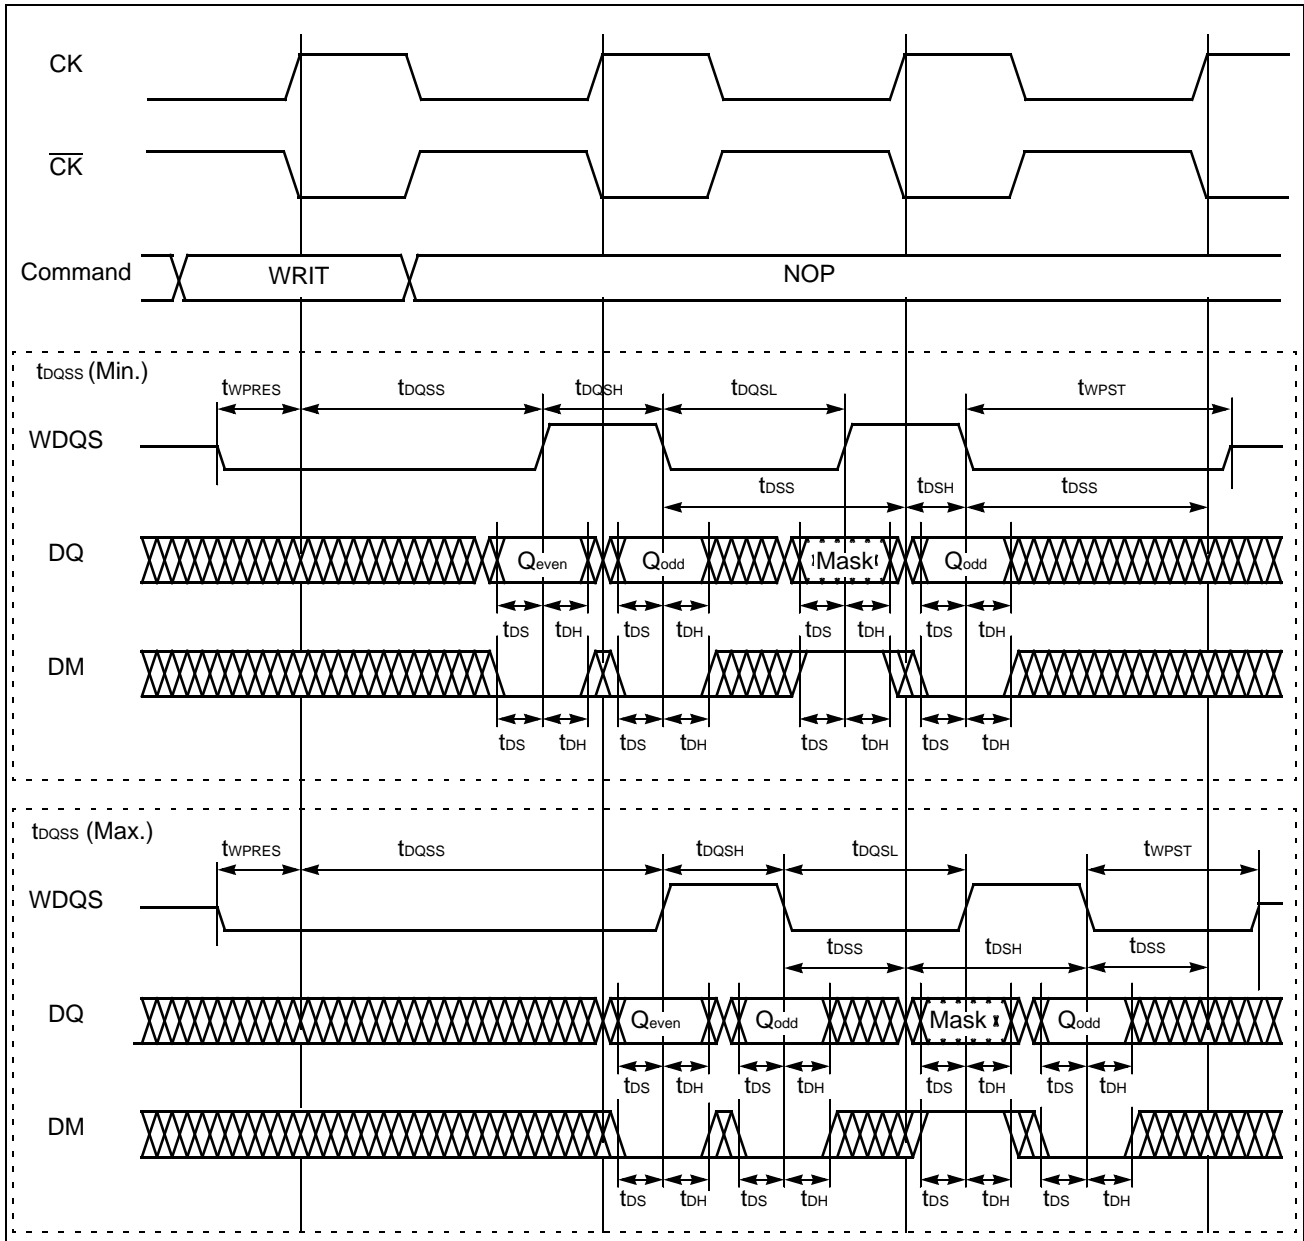 CK
CK
Command WRIT NOP
tDQSS (Min.)
tWPRES tDQSS tDQSH tDQSL tWPST
WDQS
tDSS tDSH tDSS
DQ Qeven Qodd Mask Qodd
tDS tDH tDS tDH tDS tDH tDS tDH
DM
tDS tDH tDS tDH tDS tDH tDS tDH
tDQSS (Max.)
tWPRES tDQSS tDQSH tDQSL tWPST
WDQS
tDSS tDSH tDSS
DQ Qeven Qodd Mask Qodd
tDS tDH tDS tDH tDS tDH tDS tDH
DM
tDS tDH tDS tDH tDS tDH tDS tDH